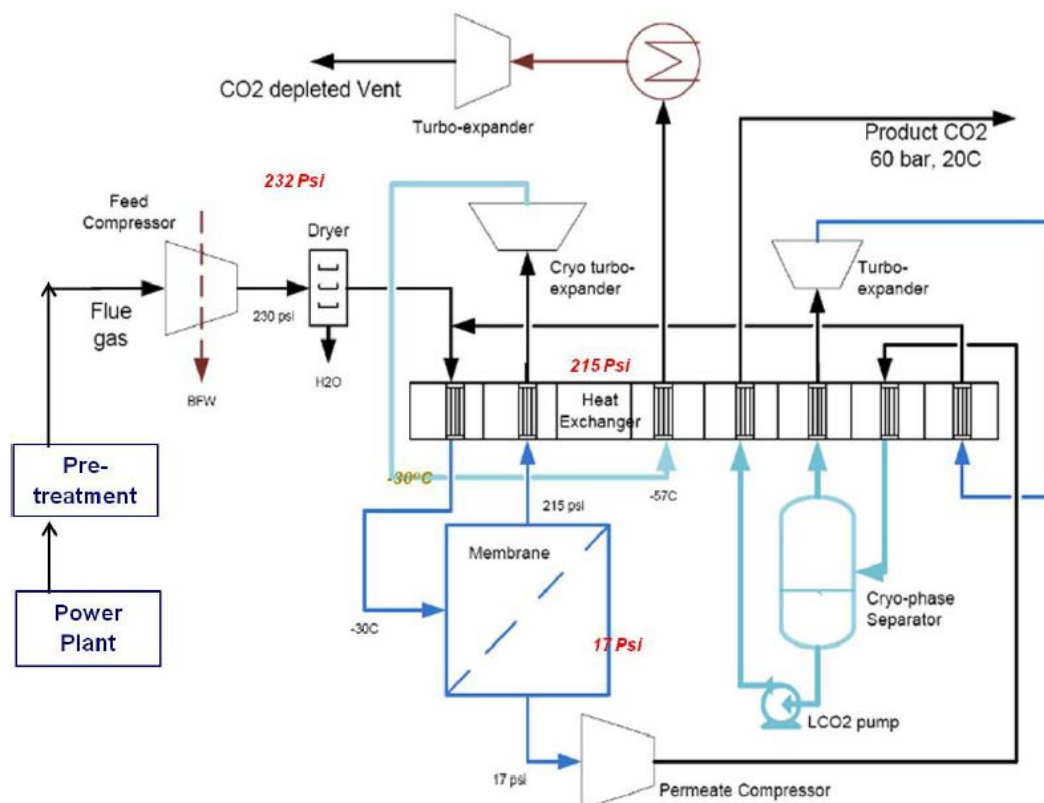 CO2 depleted Vent
Turbo-expander
Product CO2
60 bar, 20C
232 Psi
Feed
Compressor
Dryer
Cryo turbo-
expander
Turbo-
expander
Flue
gas
230 psi
H2O
BFW
215 Psi
Heat
Exchanger
Pre-
treatment
-30ºC
215 psi
-57C
Membrane
Power
Plant
-30C
17 Psi
Cryo-phase
Separator
LCO2 pump
17 psi
Permeate Compressor